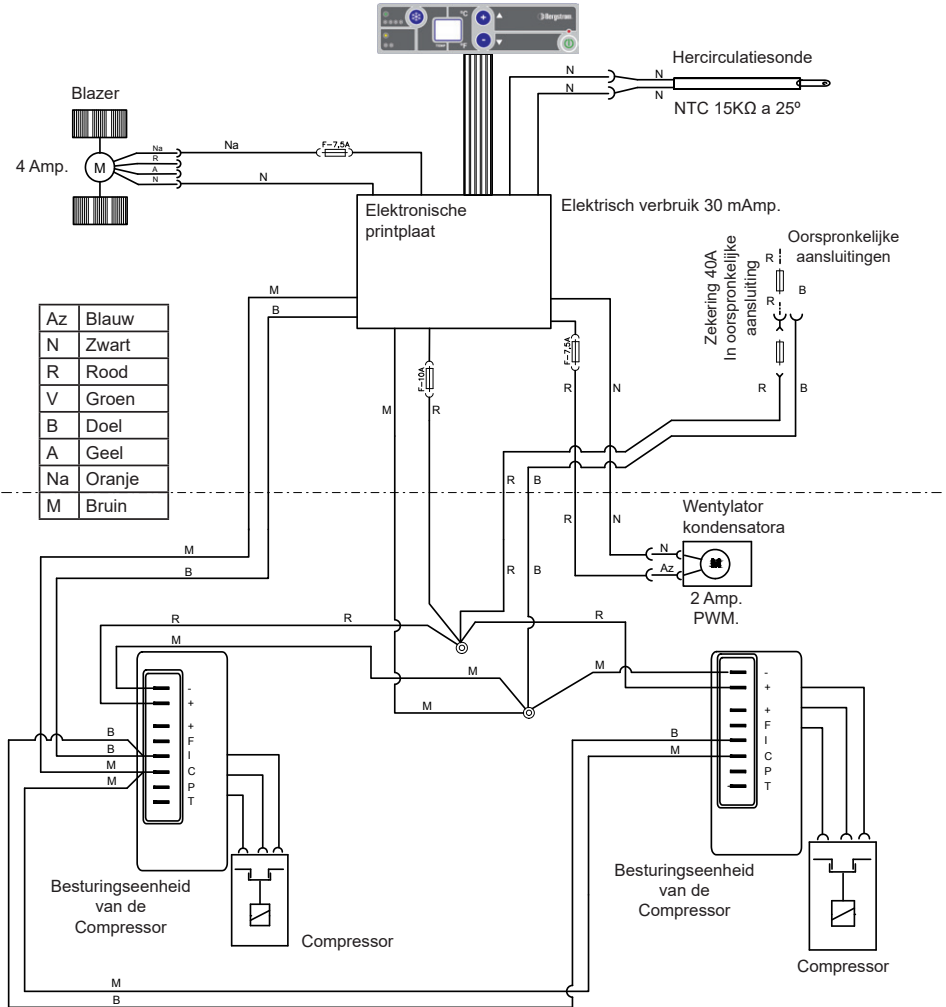 °C
°F
Bergstrom
Hercirculatiesonde
N
N
N
N
NTC 15KΩ a 25º
Blazer
4 Amp.
M
Na
R
A
N
Na
N
F-7,5A
Elektronische
printplaat
Elektrisch verbruik 30 mAmp.
Zekering 40A
In oorspronkelijke
aansluiting
Oorspronkelijke
aansluitingen
R
R
B
R
B
M
B
Az Blauw
N Zwart
R Rood
V Groen
B Doel
A Geel
Na Oranje
M Bruin
F-10A
M
R
F-7,5A
R
N
R
B
R
N
R
B
Wentylator
kondensatora
N
Az
M
2 Amp.
PWM.
M
B
R
R
R
M
M
M
M
-
+
+
F
I
C
P
T
B
B
M
M
-
+
+
F
I
C
P
T
B
M
Besturingseenheid
van de
Compressor
Compressor
Besturingseenheid
van de
Compressor
Compressor
M
B